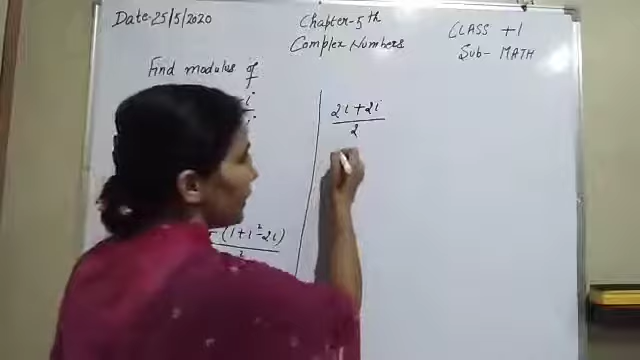 Date-25/5/2020
Chapter-5th
Complex Numbers
CLASS +1
Sub- MATH
Find modulus of
i
i
- (1+i²-2i)
2
2i+2i
2